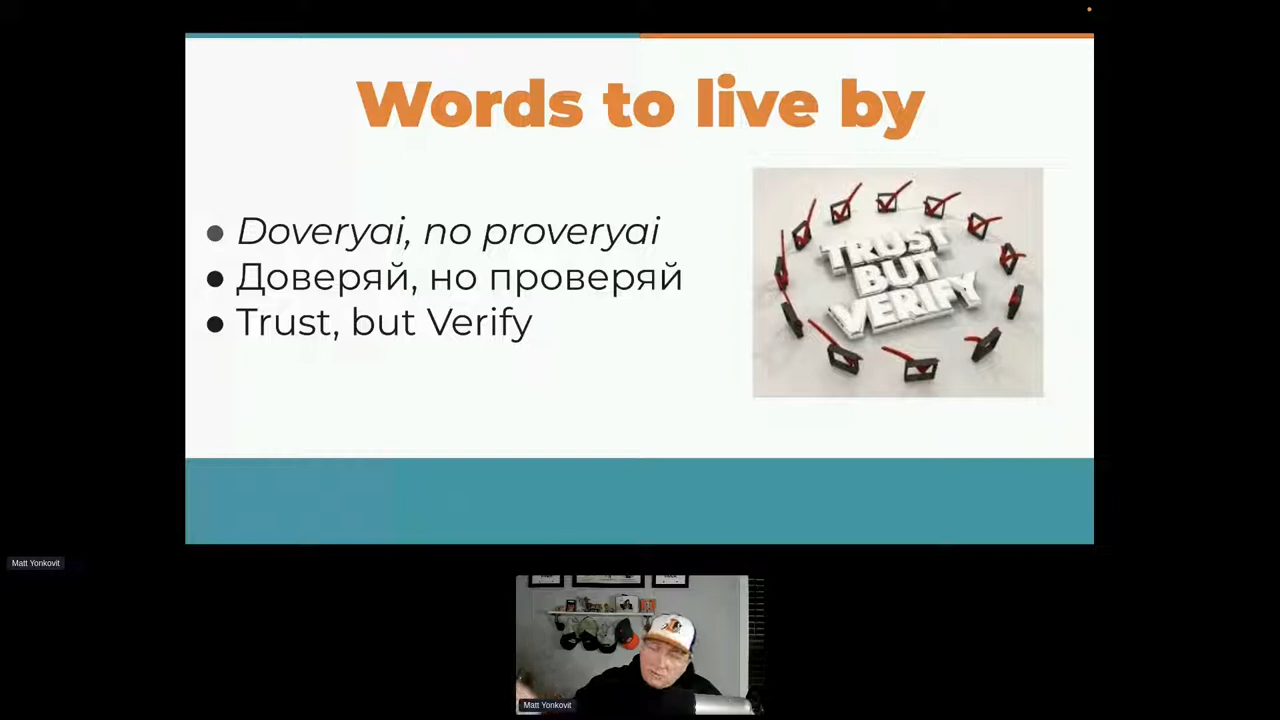 Words to live by
Doveryai, no proveryai
Доверяй, но проверяй
Trust, but Verify
TRUST
BUT
VERIFY
Matt Yonkovit
Matt Yonkovit